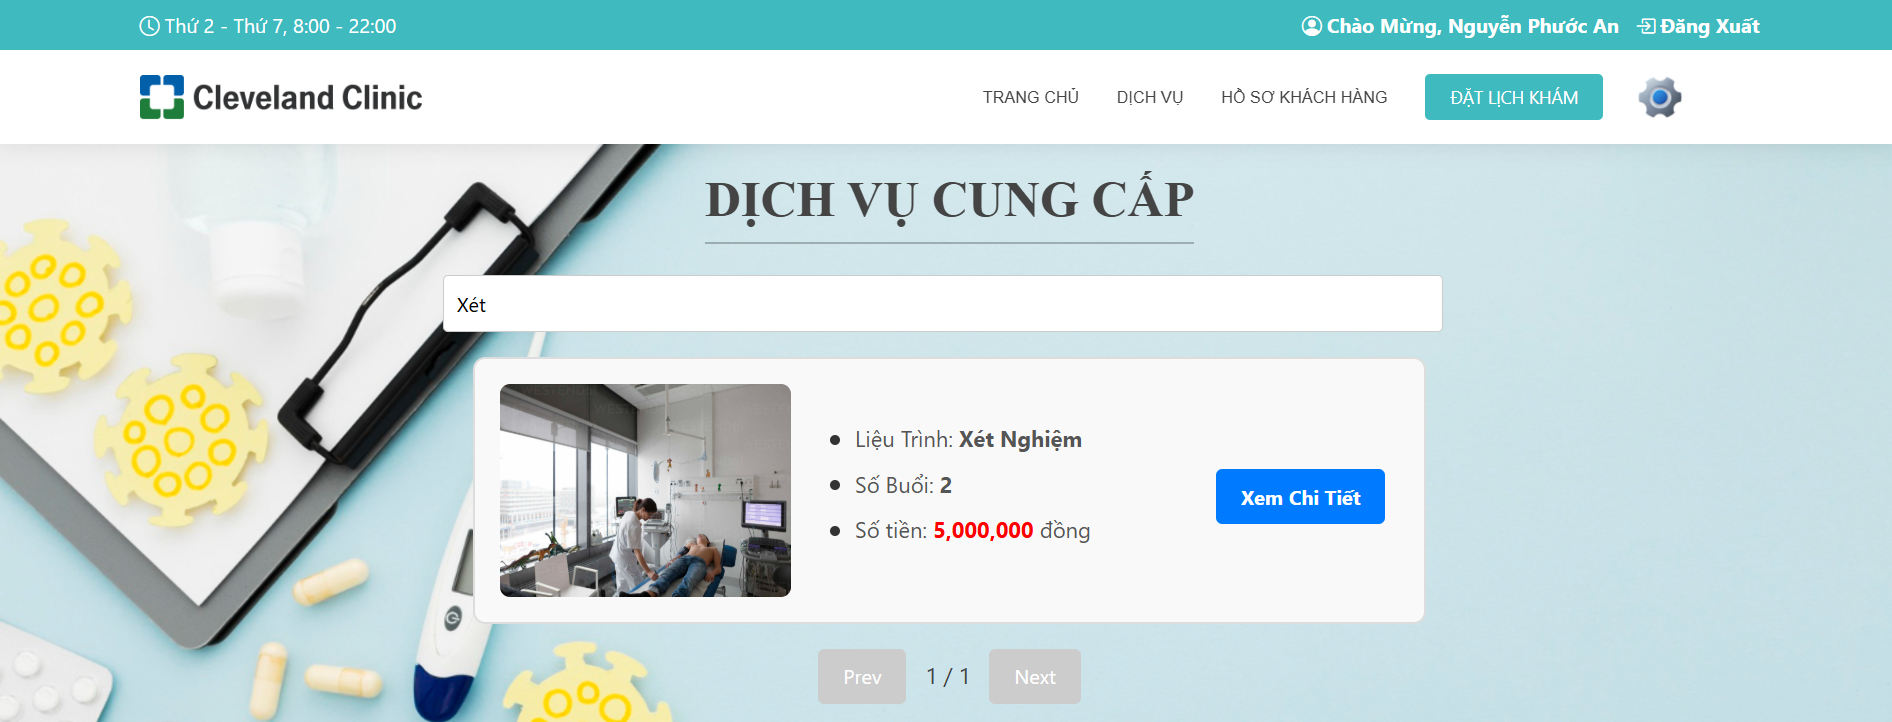 Thứ 2 - Thứ 7, 8:00 - 22:00
Chào Mừng, Nguyễn Phước An
Đăng Xuất
Cleveland Clinic
TRANG CHỦ
DỊCH VỤ
HỒ SƠ KHÁCH HÀNG
ĐẶT LỊCH KHÁM
DỊCH VỤ CUNG CẤP
Xét
Liệu Trình: Xét Nghiệm
Số Buổi: 2
Số tiền: 5,000,000 đồng
Xem Chi Tiết
Prev
1 / 1
Next